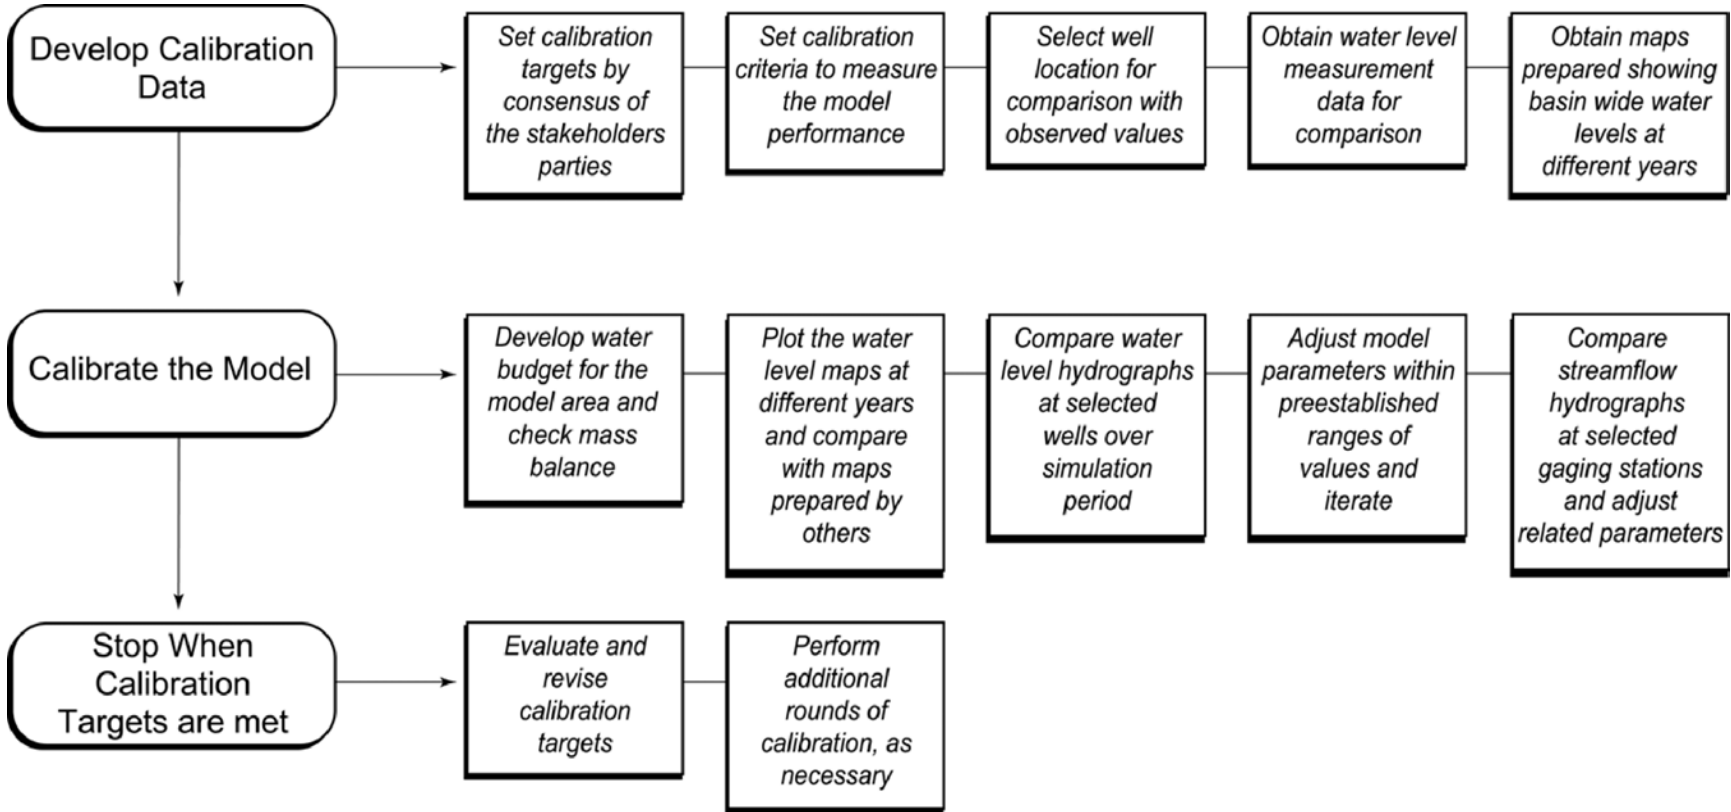 Develop Calibration
Data
Set calibration
targets by
consensus of
the stakeholders
parties
Set calibration
criteria to measure
the model
performance
Select well
location for
comparison with
observed values
Obtain water level
measurement
data for
comparison
Obtain maps
prepared showing
basin wide water
levels at
different years
Calibrate the Model
Develop water
budget for the
model area and
check mass
balance
Plot the water
level maps at
different years
and compare
with maps
prepared by
others
Compare water
level hydrographs
at selected
wells over
simulation
period
Adjust model
parameters within
preestablished
ranges of
values and
iterate
Compare
streamflow
hydrographs
at selected
gaging stations
and adjust
related parameters
Stop When
Calibration
Targets are met
Evaluate and
revise
calibration
targets
Perform
additional
rounds of
calibration, as
necessary